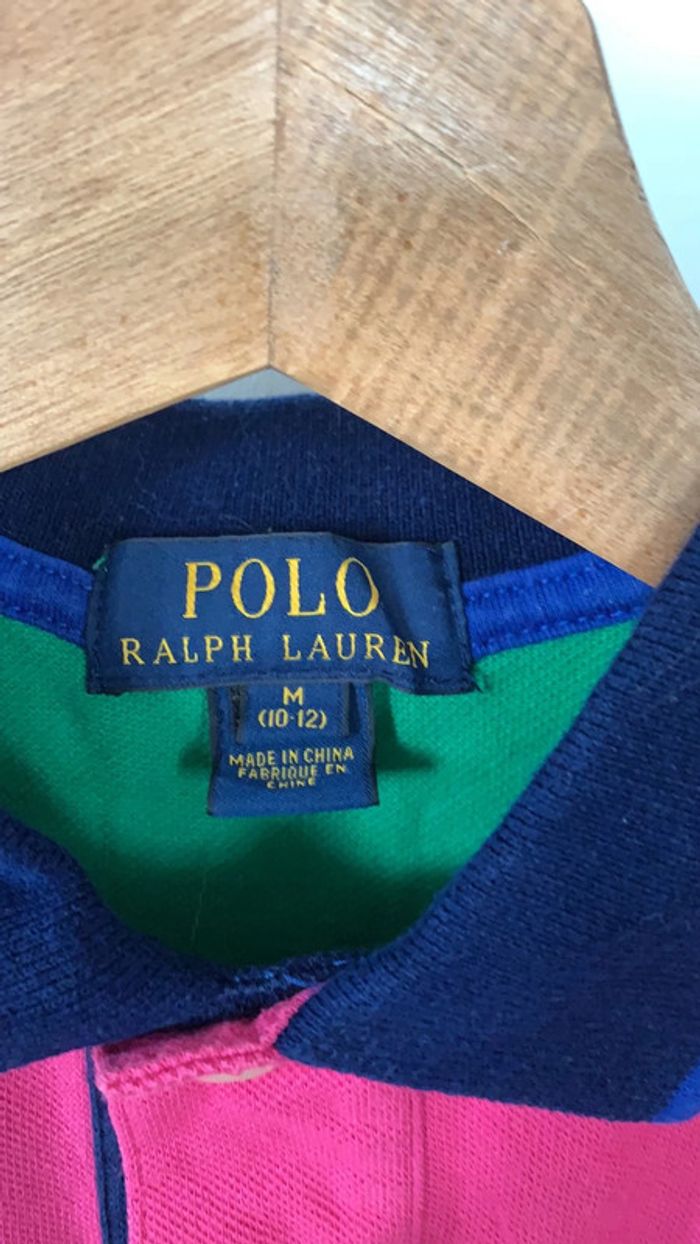 POLO
RALPH LAUREN
M
(10-12)
MADE IN CHINA
FABRIQUE EN
CHINE